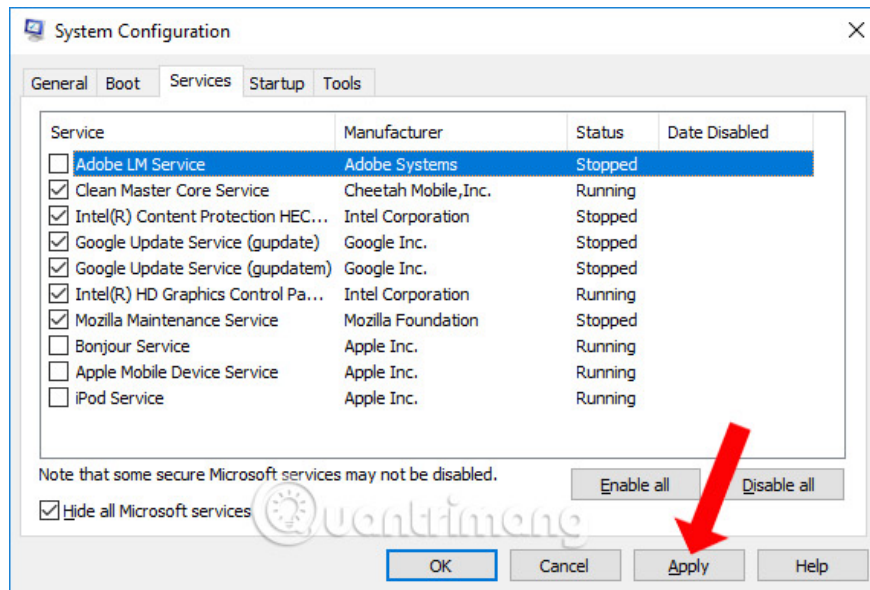 System Configuration
General Boot Services Startup Tools
Service Manufacturer Status Date Disabled
Adobe LM Service Adobe Systems Stopped
Clean Master Core Service Cheetah Mobile,Inc. Running
Intel(R) Content Protection HEC... Intel Corporation Stopped
Google Update Service (gupdate) Google Inc. Stopped
Google Update Service (gupdatem) Google Inc. Stopped
Intel(R) HD Graphics Control Pa... Intel Corporation Running
Mozilla Maintenance Service Mozilla Foundation Stopped
Bonjour Service Apple Inc. Running
Apple Mobile Device Service Apple Inc. Running
iPod Service Apple Inc. Running
Note that some secure Microsoft services may not be disabled.
Enable all Disable all
Hide all Microsoft services
Quantrimang
OK Cancel Apply Help